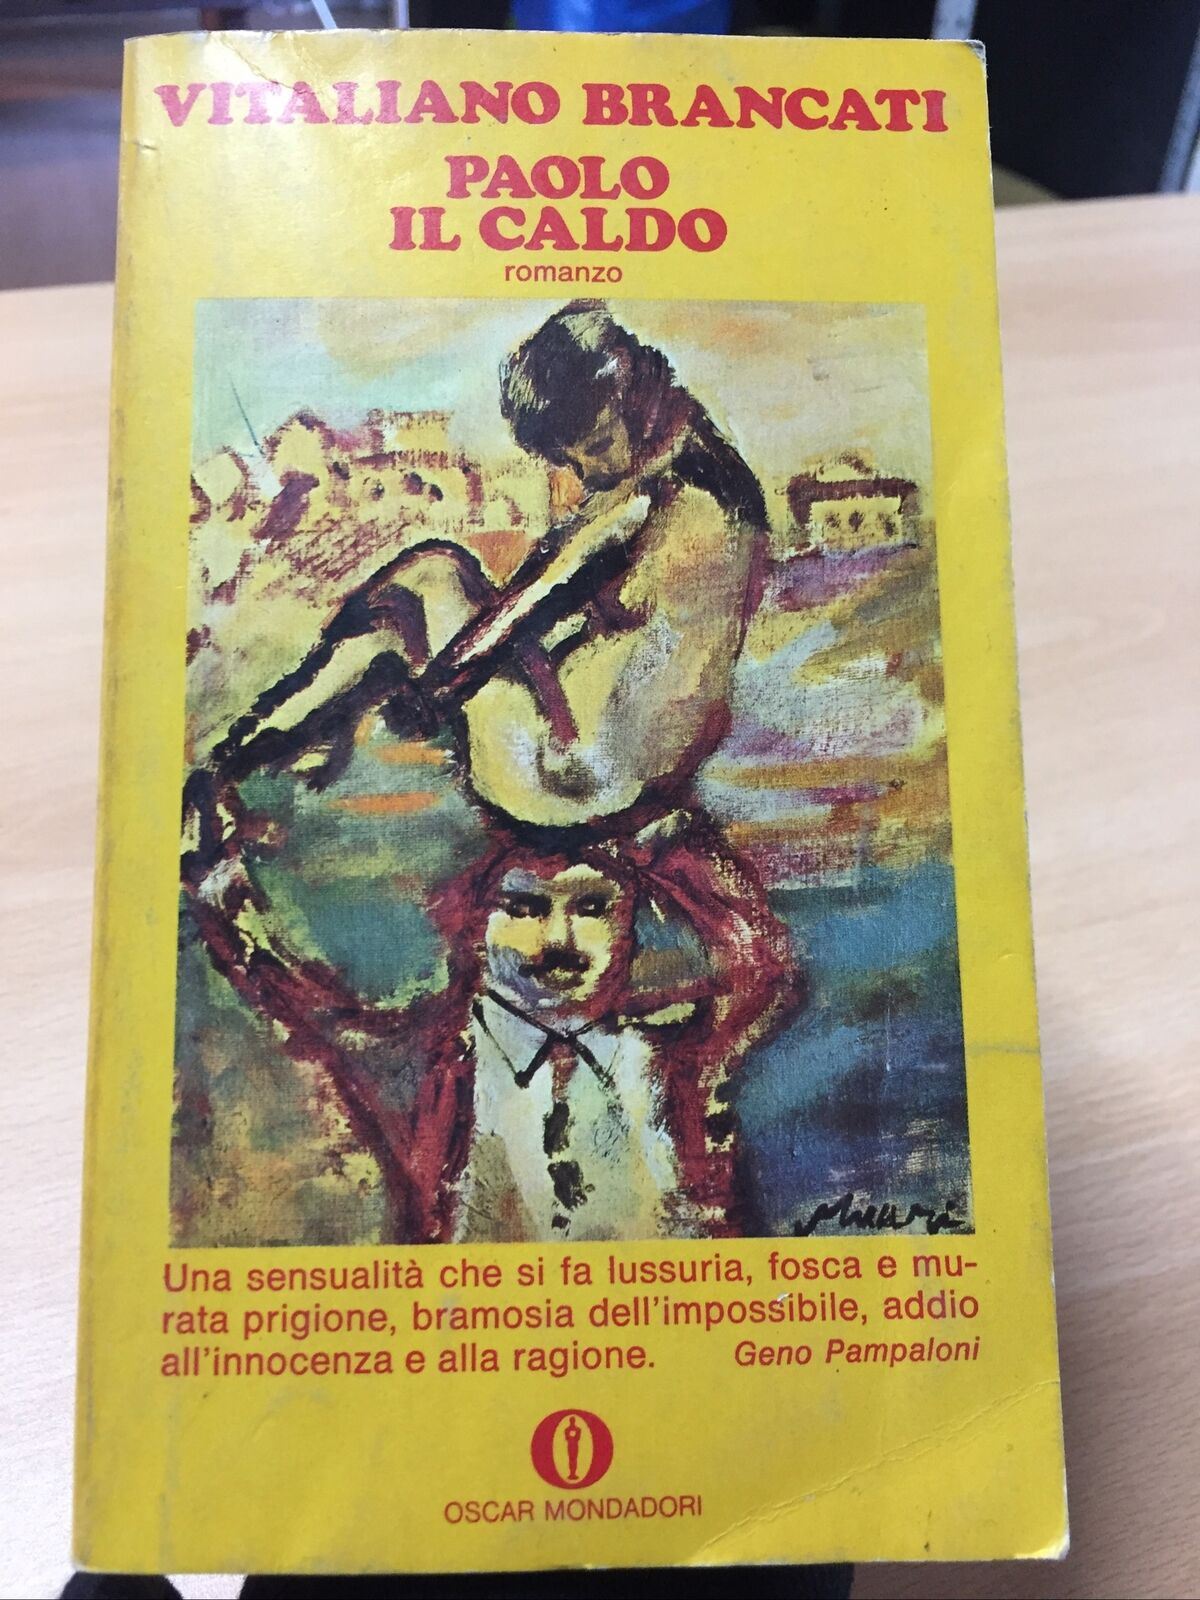 VITALIANO BRANCATI
PAOLO
IL CALDO
romanzo
Una sensualità che si fa lussuria, fosca e mu-
rata prigione, bramosia dell'impossibile, addio
all'innocenza e alla ragione. Geno Pampaloni
OSCAR MONDADORI